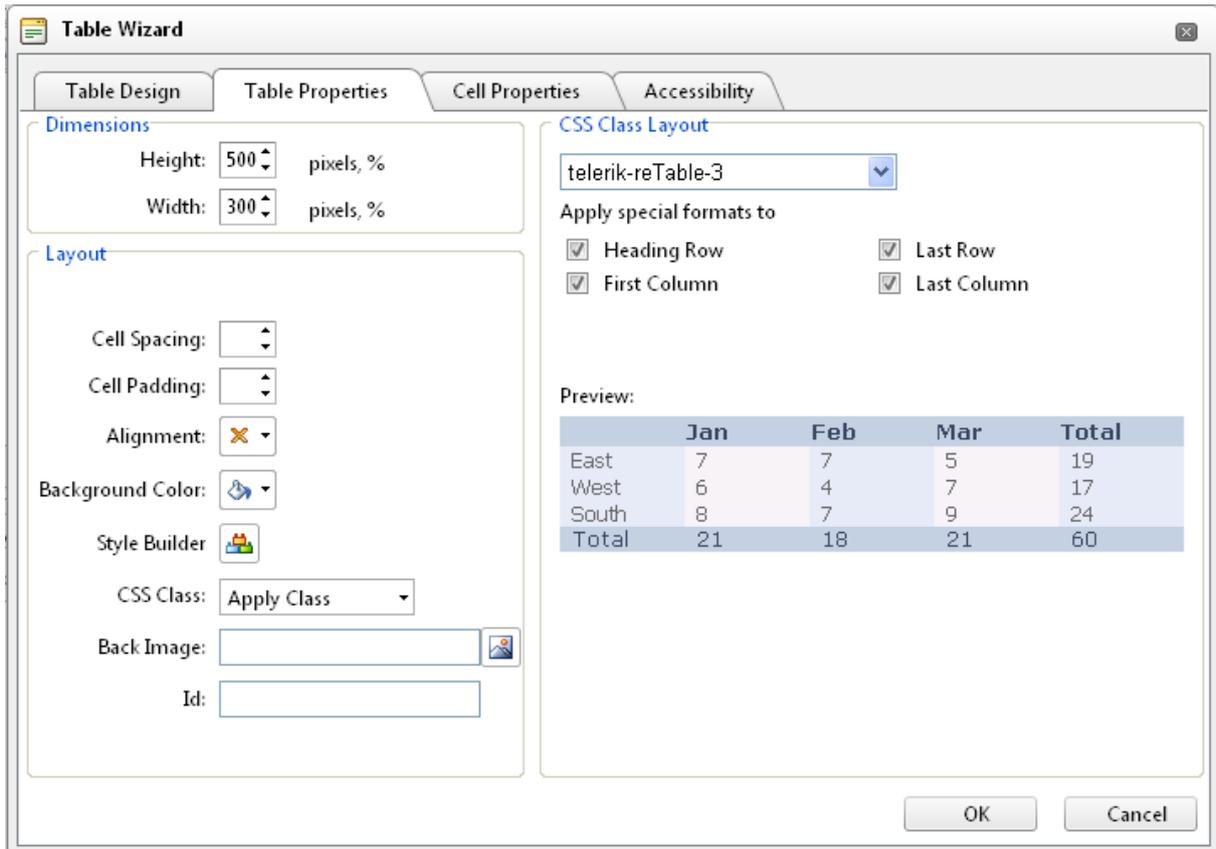 Table Wizard
Table Design Table Properties Cell Properties Accessibility
Dimensions
Height: 500 pixels, %
Width: 300 pixels, %
Layout
Cell Spacing:
Cell Padding:
Alignment:
Background Color:
Style Builder
CSS Class: Apply Class
Back Image:
Id:
CSS Class Layout
telerik-reTable-3
Apply special formats to
Heading Row Last Row
First Column Last Column
Preview:
Jan Feb Mar Total
East 7 7 5 19
West 6 4 7 17
South 8 7 9 24
Total 21 18 21 60
OK Cancel